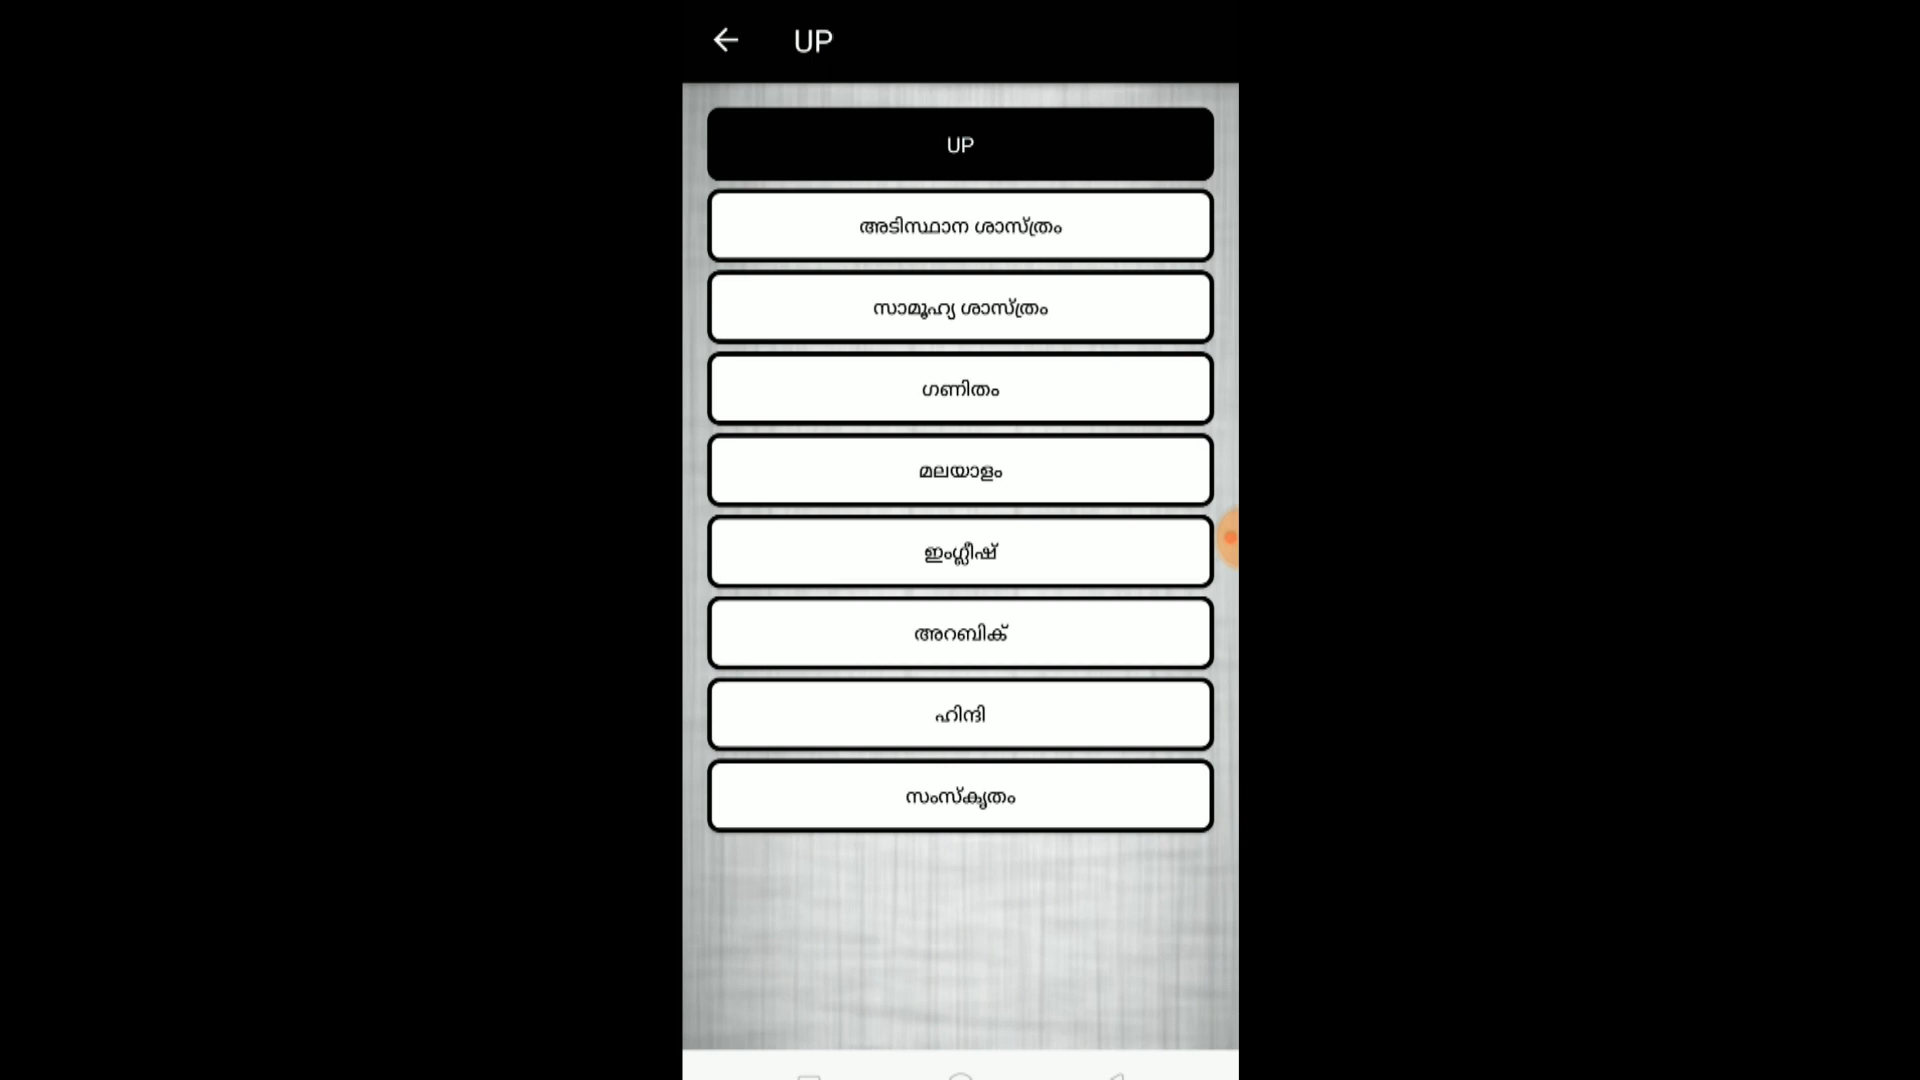 UP
UP
അടിസ്ഥാന ശാസ്ത്രം
സാമൂഹ്യ ശാസ്ത്രം
ഗണിതം
മലയാളം
ഇംഗ്ലീഷ്
അറബിക്
ഹിന്ദി
സംസ്കൃതം